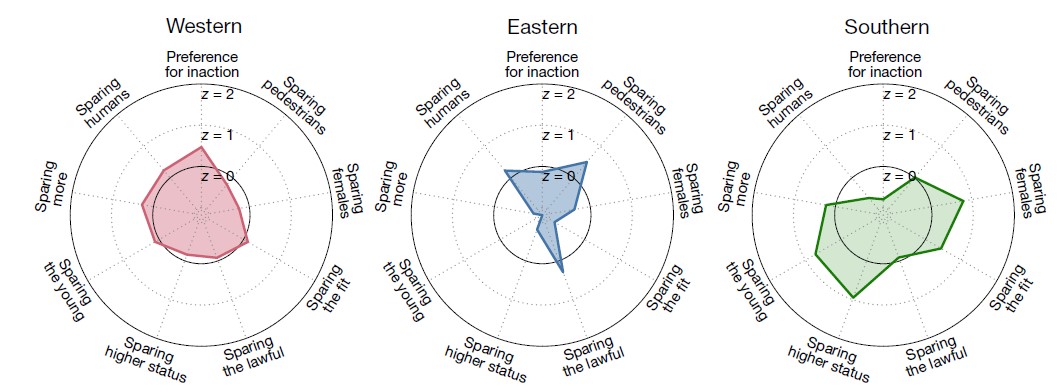 Western
Preference
for inaction
z = 2
z = 1
z = 0
Sparing
pedestrians
Sparing
females
Sparing
the fit
Sparing
the lawful
Sparing
higher status
Sparing
the young
Sparing
more
Sparing
humans
Eastern
Preference
for inaction
z = 2
z = 1
z = 0
Sparing
pedestrians
Sparing
females
Sparing
the fit
Sparing
the lawful
Sparing
higher status
Sparing
the young
Sparing
more
Sparing
humans
Southern
Preference
for inaction
z = 2
z = 1
z = 0
Sparing
pedestrians
Sparing
females
Sparing
the fit
Sparing
the lawful
Sparing
higher status
Sparing
the young
Sparing
more
Sparing
humans